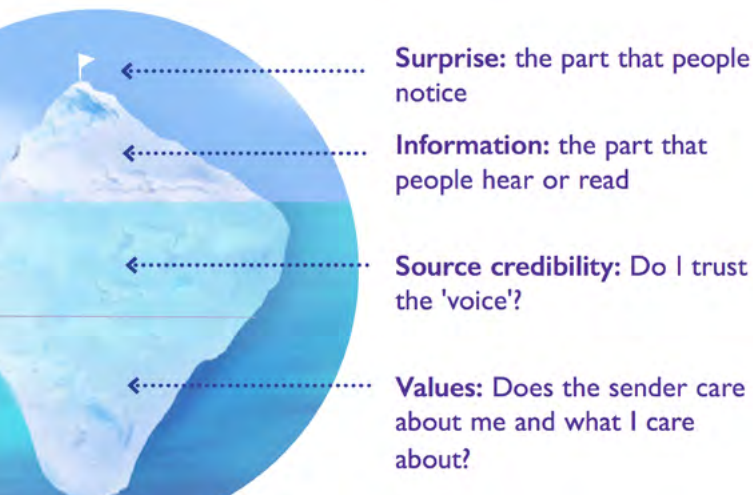 Surprise: the part that people
notice
Information: the part that
people hear or read
Source credibility: Do I trust
the 'voice'?
Values: Does the sender care
about me and what I care
about?